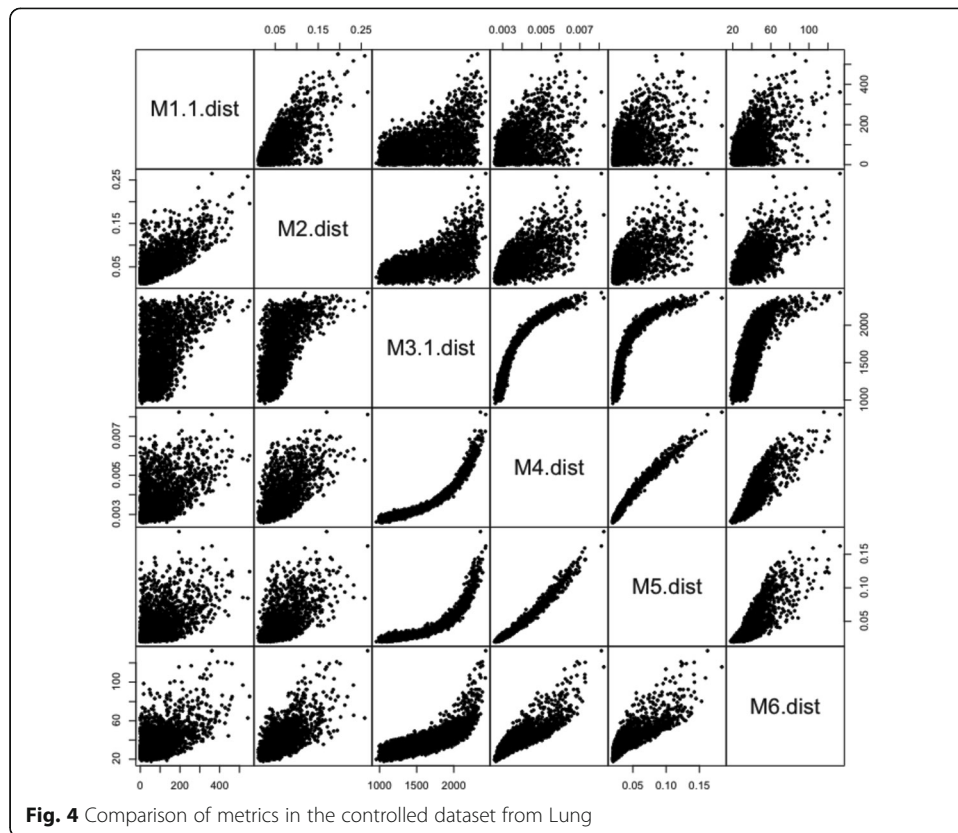 0.05 0.15 0.25 0.003 0.005 0.007 20 60 100
M1.1.dist
0 200 400
0.05 0.15 0.25
M2.dist
M3.1.dist
1000 1500 2000
0.003 0.005 0.007
M4.dist
M5.dist
0.05 0.10 0.15
20 60 100
M6.dist
0 200 400 1000 1500 2000 0.05 0.10 0.15
Fig. 4 Comparison of metrics in the controlled dataset from Lung